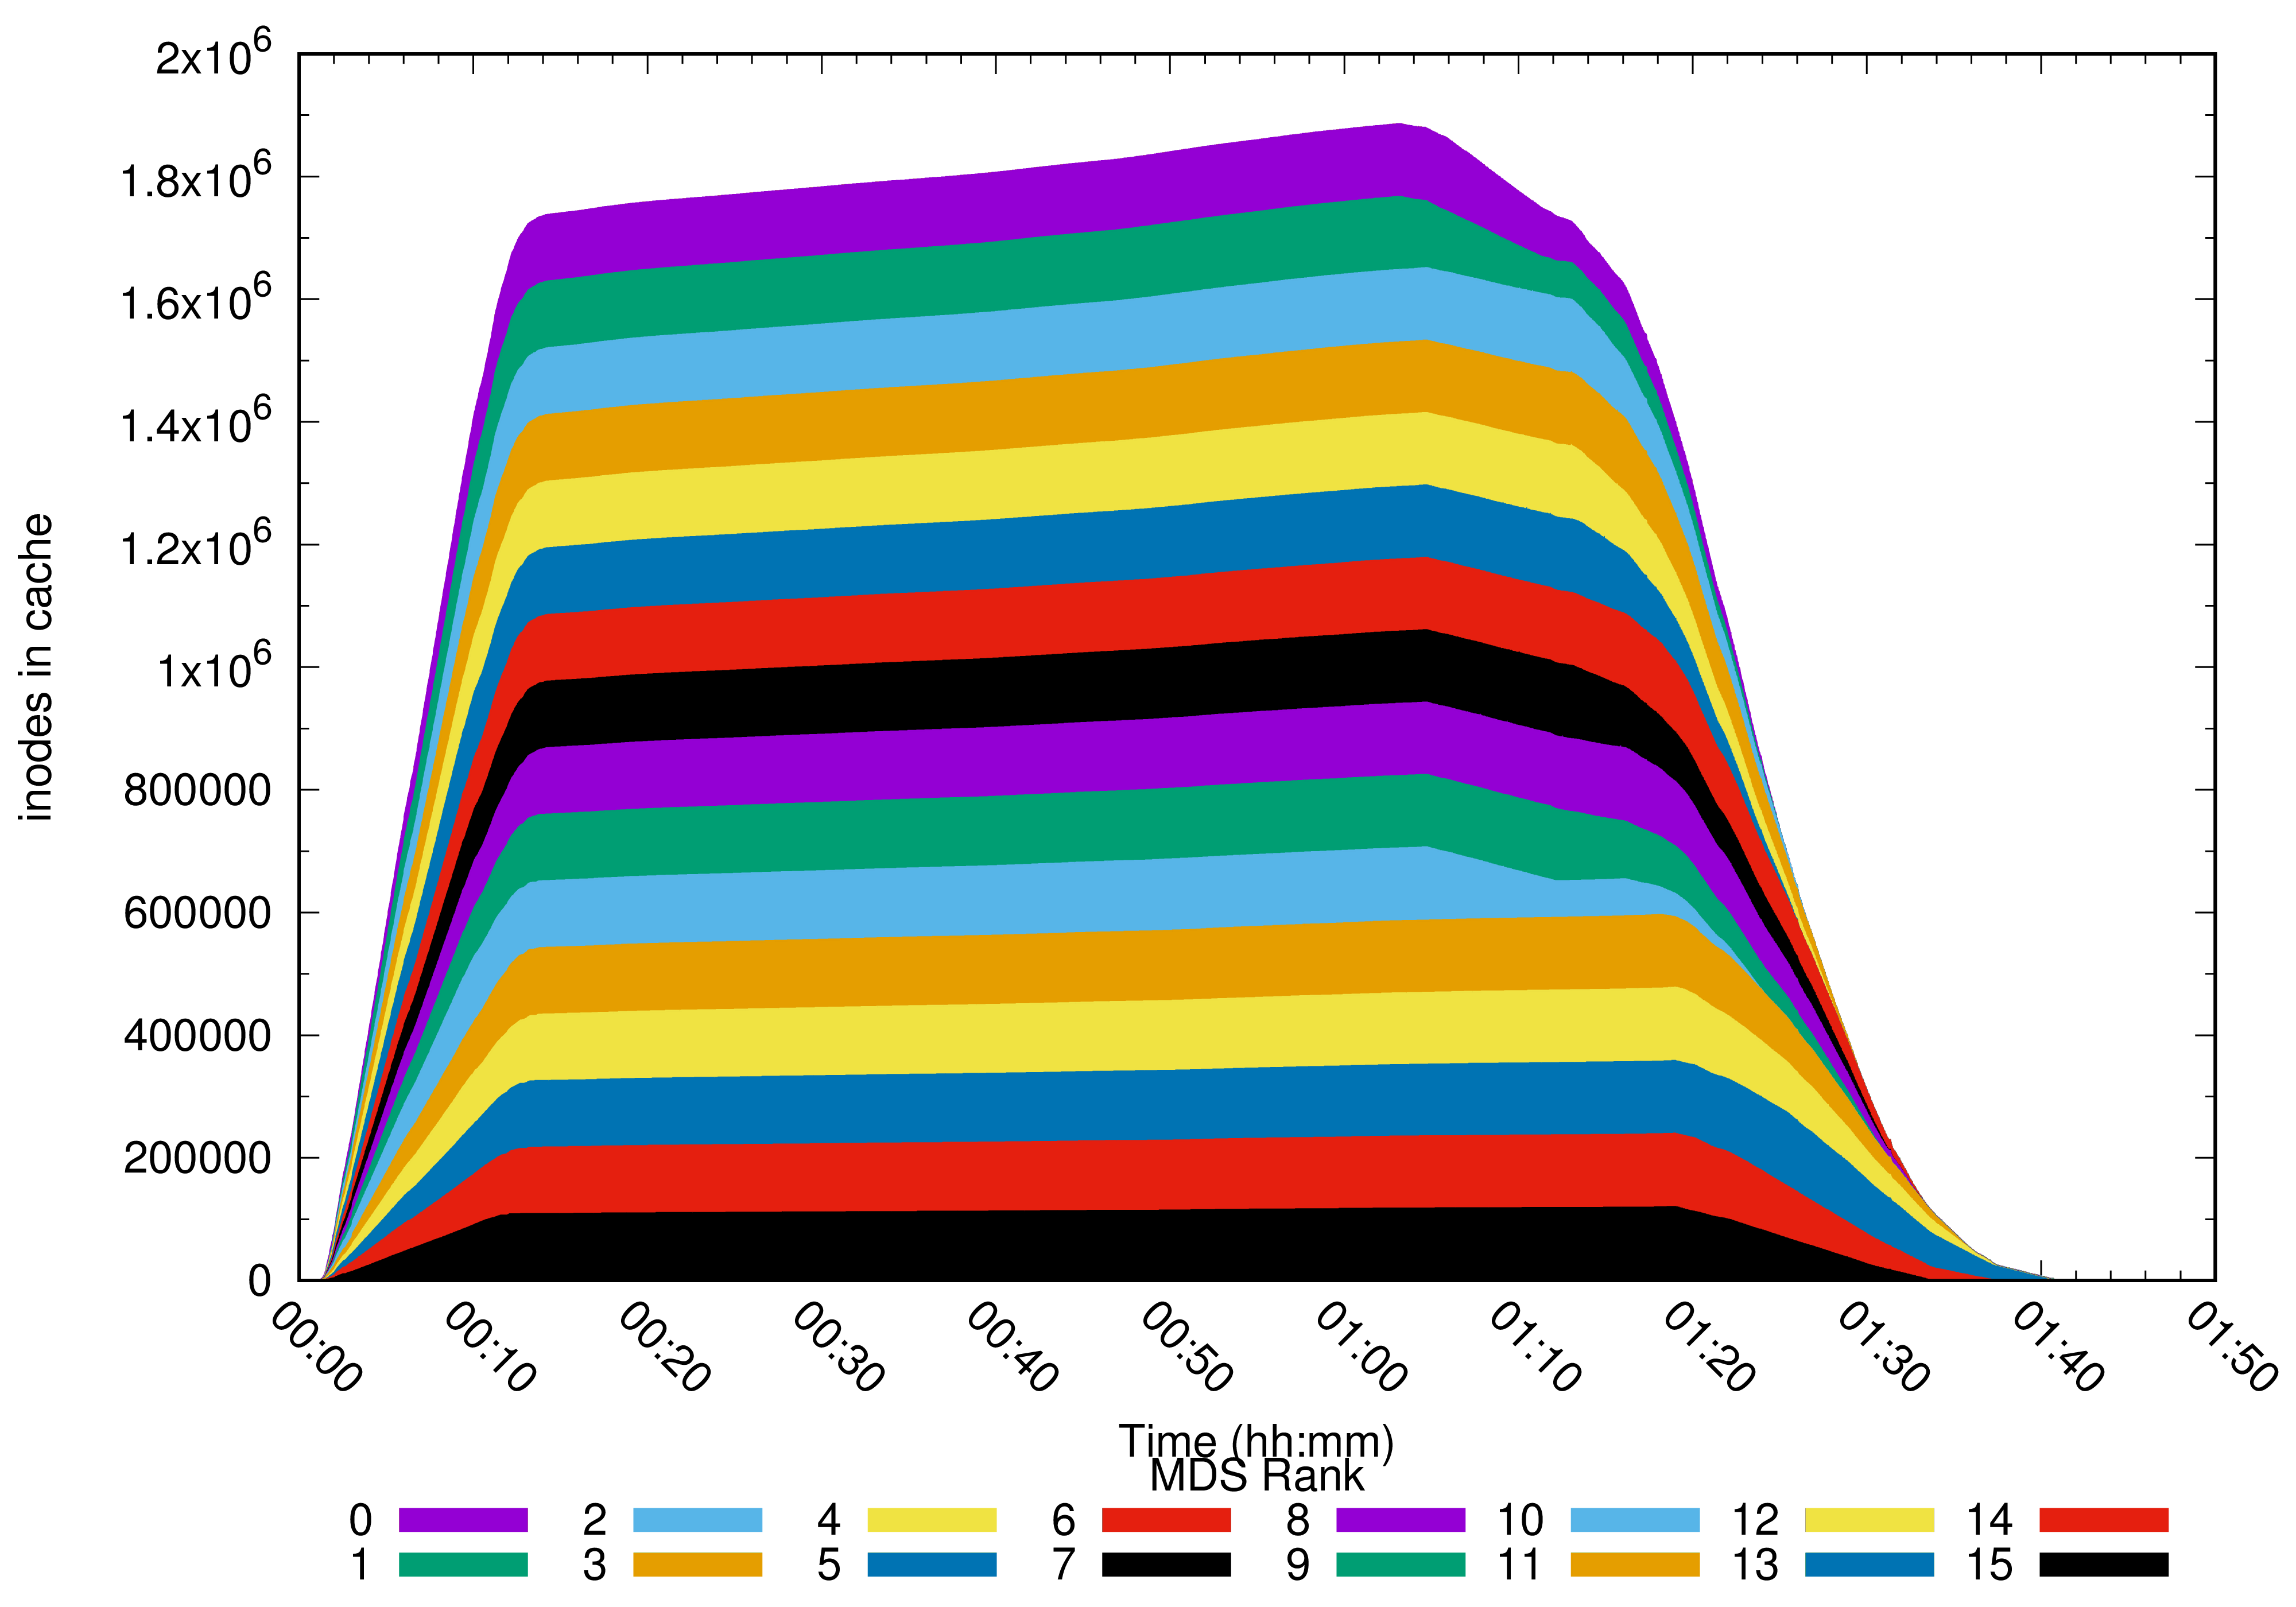 2x10^6
1.8x10^6
1.6x10^6
1.4x10^6
1.2x10^6
1x10^6
800000
600000
400000
200000
0
inodes in cache
00:00 00:10 00:20 00:30 00:40 00:50 01:00 01:10 01:20 01:30 01:40 01:50
Time (hh:mm)
MDS Rank
0 2 4 6 8 10 12 14
1 3 5 7 9 11 13 15